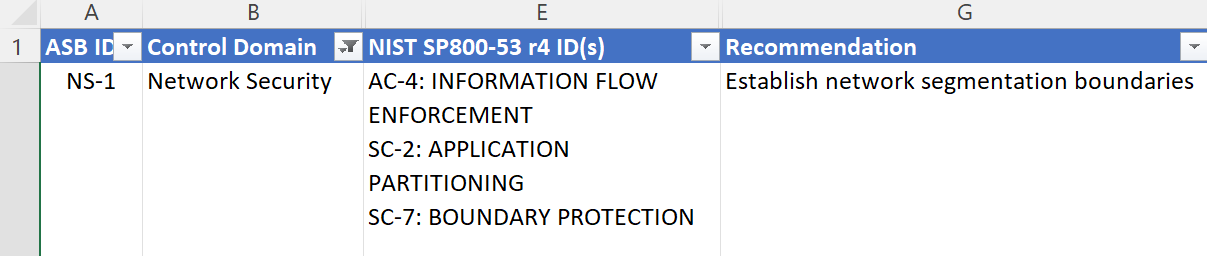 A B E G
1 ASB ID Control Domain NIST SP800-53 r4 ID(s) Recommendation
NS-1 Network Security AC-4: INFORMATION FLOW Establish network segmentation boundaries
ENFORCEMENT
SC-2: APPLICATION
PARTITIONING
SC-7: BOUNDARY PROTECTION